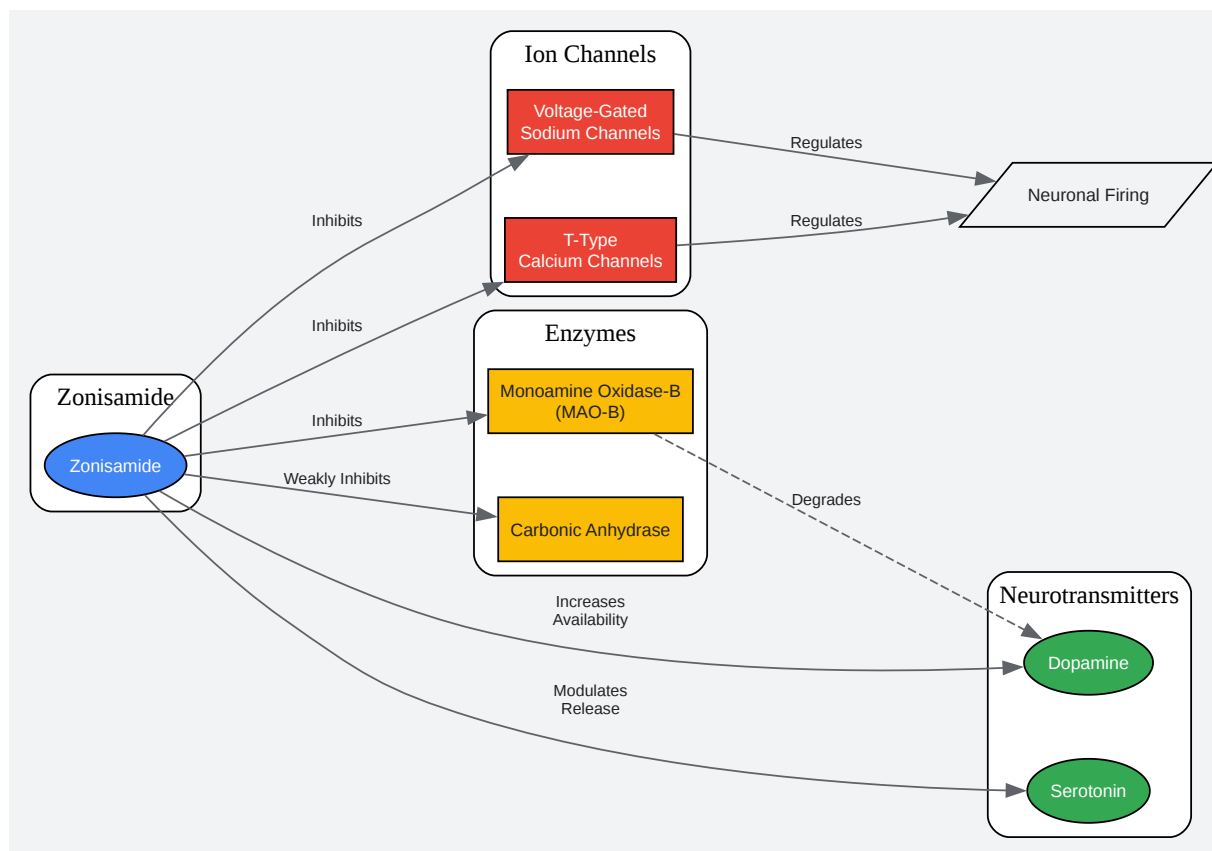 Ion Channels
Voltage-Gated
Sodium Channels
Regulates
Neuronal Firing
Inhibits
Regulates
T-Type
Calcium Channels
Inhibits
Enzymes
Zonisamide
Monoamine Oxidase-B
(MAO-B)
Inhibits
Zonisamide
Weakly Inhibits
Degrades
Carbonic Anhydrase
Increases
Availability
Neurotransmitters
Dopamine
Modulates
Release
Serotonin